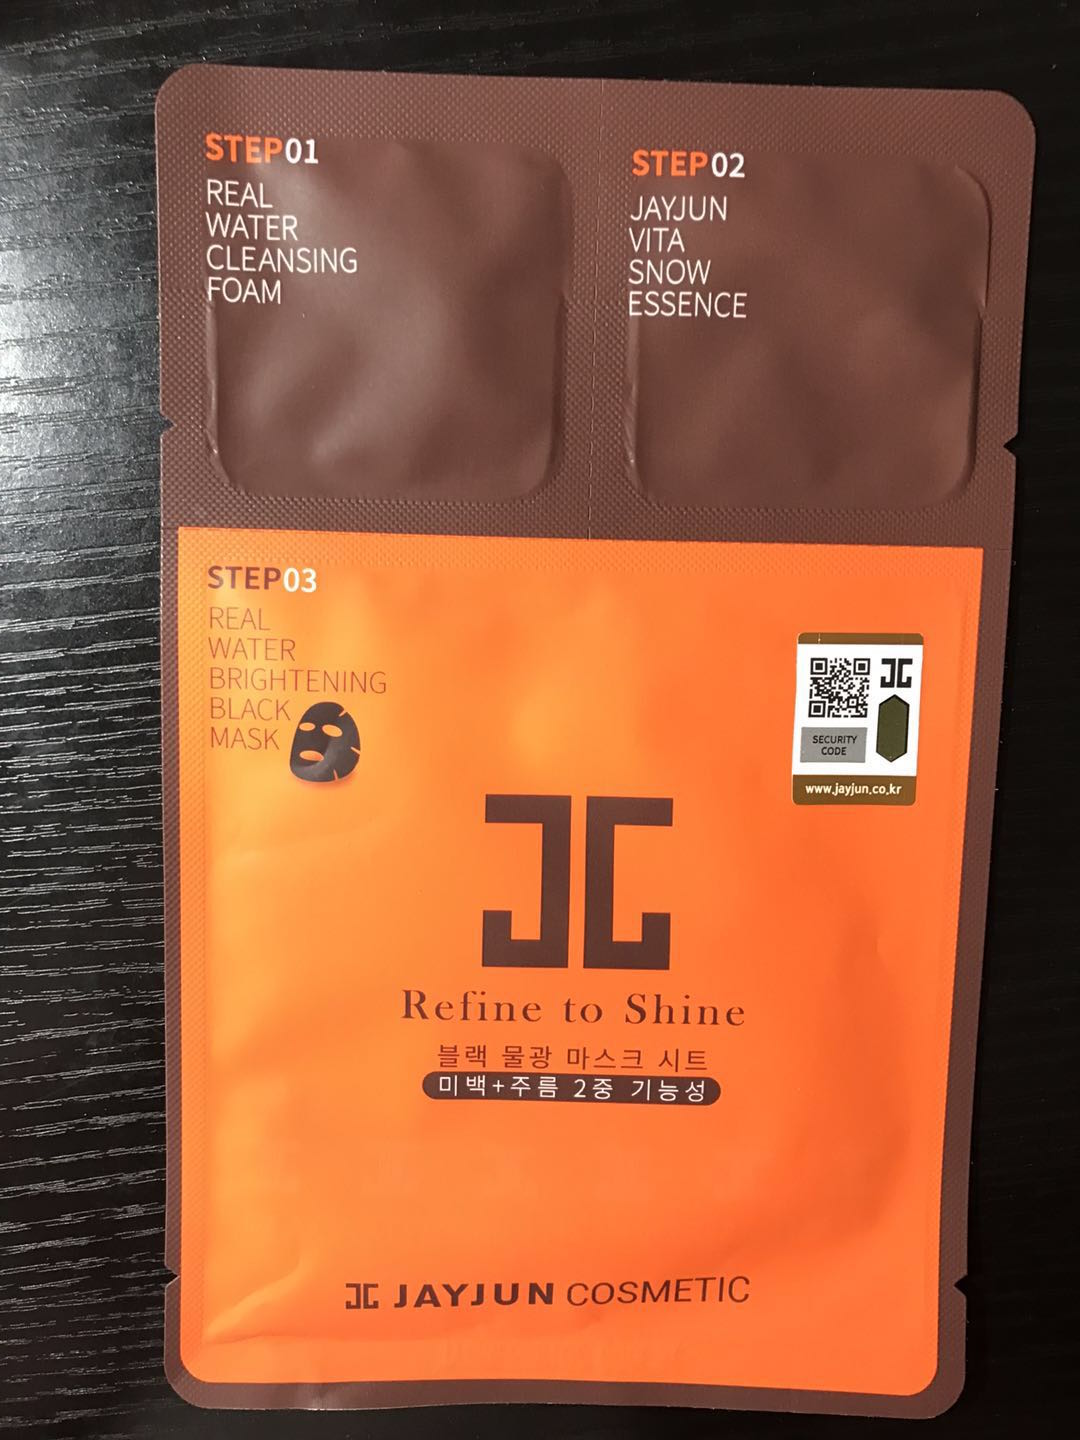 STEP01
REAL
WATER
CLEANSING
FOAM
STEP02
JAYJUN
VITA
SNOW
ESSENCE
STEP03
REAL
WATER
BRIGHTENING
BLACK
MASK
SECURITY
CODE
www.jayjun.co.kr
Refine to Shine
블랙 물광 마스크 시트
미백+주름 2중 기능성
JAYJUN COSMETIC